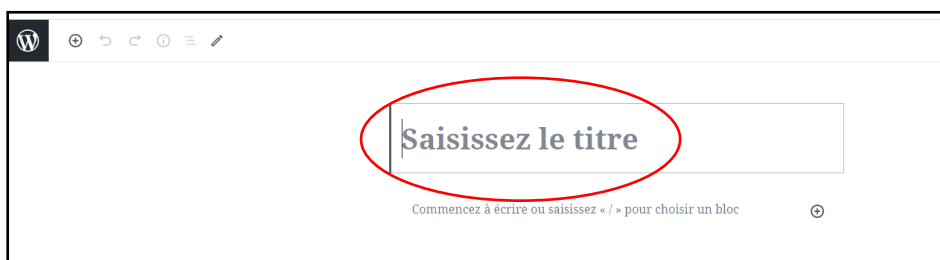 Saisissez le titre
Commencez à écrire ou saisissez « / » pour choisir un bloc